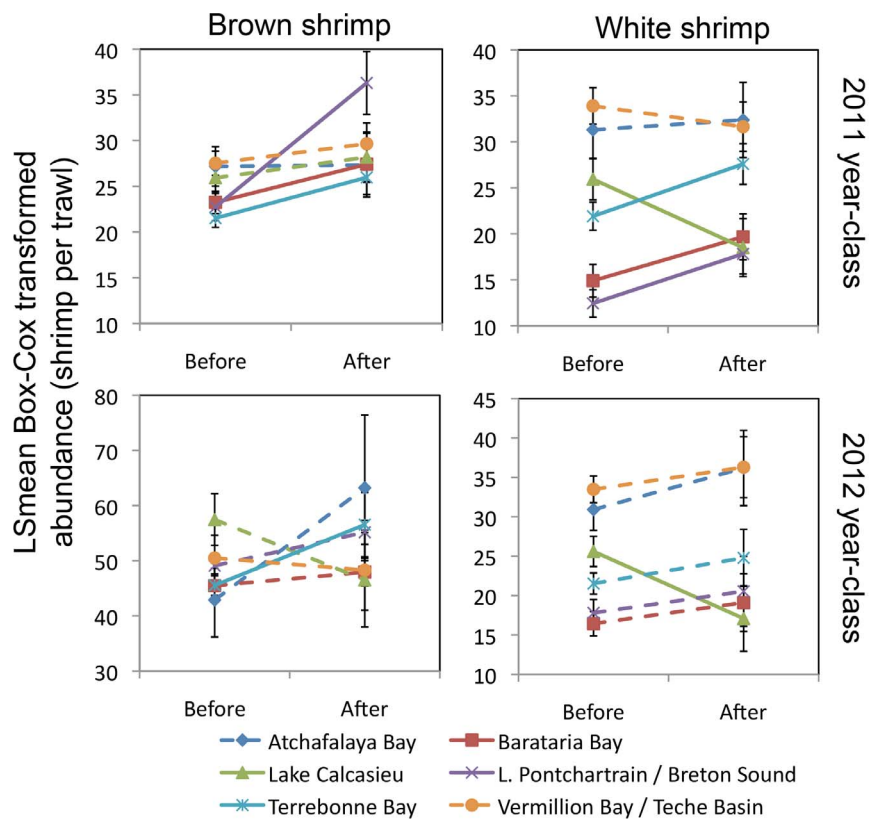 Brown shrimp
White shrimp
LSmean Box-Cox transformed
abundance (shrimp per trawl)
40
35
30
25
20
15
10
Before
After
40
35
30
25
20
15
10
Before
After
2011 year-class
80
70
60
50
40
30
Before
After
45
40
35
30
25
20
15
10
Before
After
2012 year-class
Atchafalaya Bay
Barataria Bay
Lake Calcasieu
L. Pontchartrain / Breton Sound
Terrebonne Bay
Vermillion Bay / Teche Basin